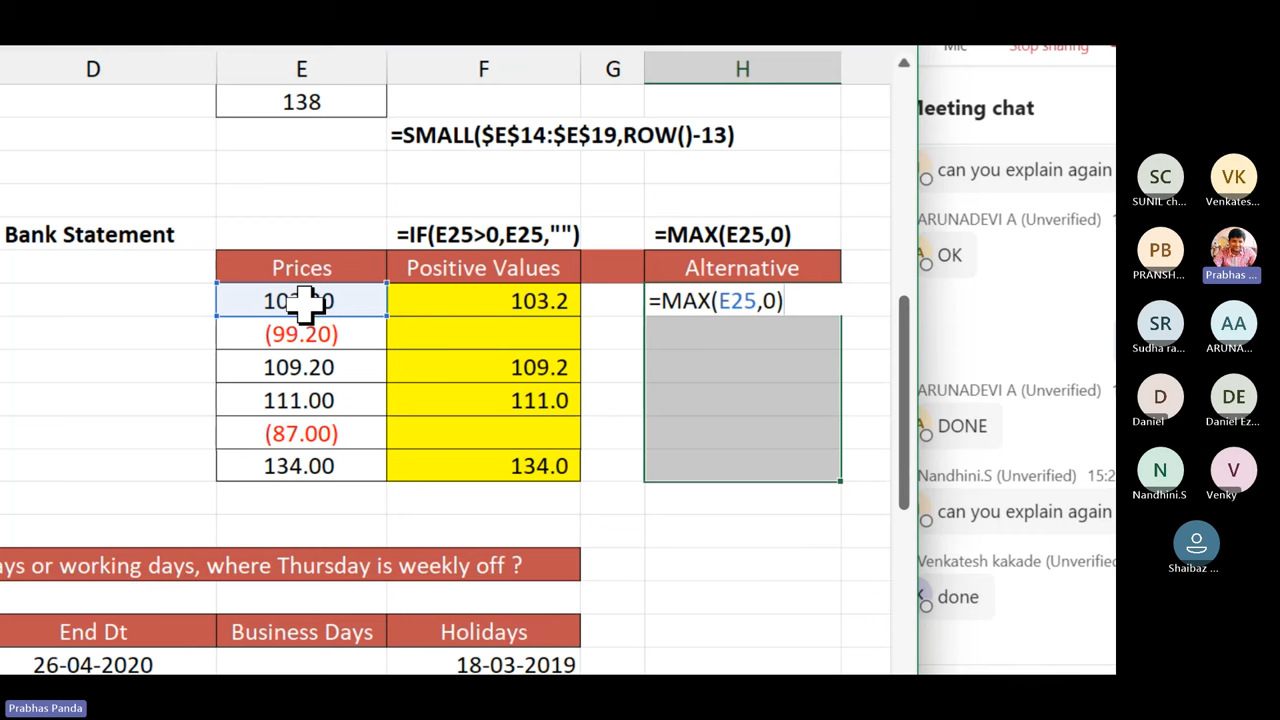 Mic Stop sharing
D E F G H
138
=SMALL($E$14:$E$19,ROW()-13)
Bank Statement =IF(E25>0,E25,"") =MAX(E25,0)
Prices Positive Values Alternative
103.2 =MAX(E25,0)
(99.20)
109.20 109.2
111.00 111.0
(87.00)
134.00 134.0
ays or working days, where Thursday is weekly off ?
End Dt Business Days Holidays
26-04-2020 18-03-2019
Meeting chat
can you explain again
ARUNADEVI A (Unverified) 1
OK
ARUNADEVI A (Unverified) 1
DONE
Nandhini.S (Unverified) 15:2
can you explain again
Venkatesh kakade (Unverified
done
SC VK
SUNIL ch... Venkates...
PB
PRANSH... Prabhas ...
SR AA
Sudha ra... ARUNA...
D DE
Daniel Daniel Ez...
N V
Nandhini.S Venky
Shaibaz ...
Prabhas Panda